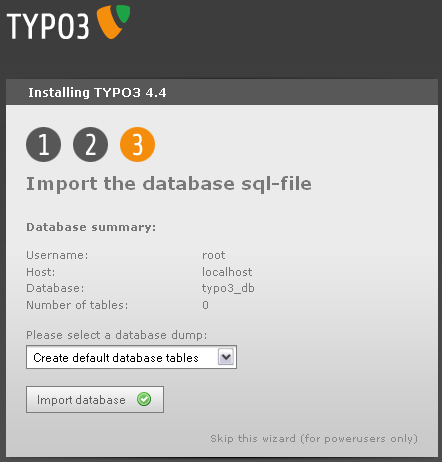 TYPO3
Installing TYPO3 4.4
1 2 3
Import the database sql-file
Database summary:
Username: root
Host: localhost
Database: typo3_db
Number of tables: 0
Please select a database dump:
Create default database tables
Import database
Skip this wizard (for powerusers only)